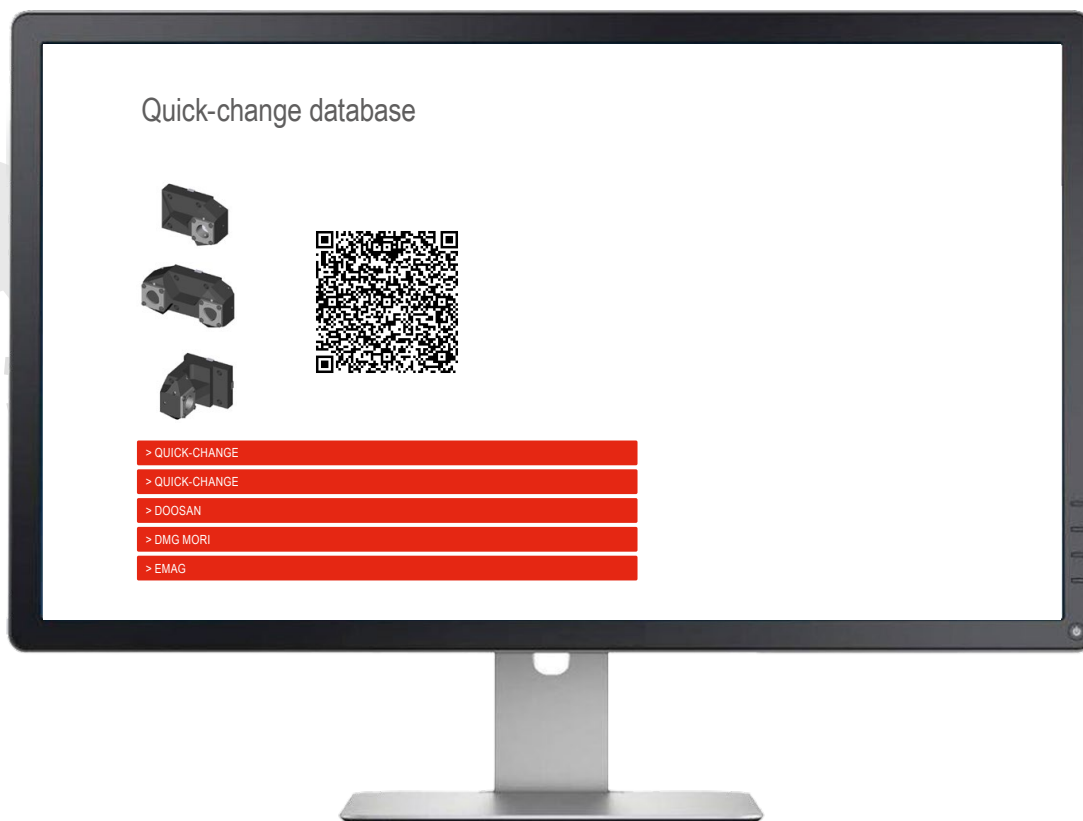 Quick-change database
> QUICK-CHANGE
> QUICK-CHANGE
> DOOSAN
> DMG MORI
> EMAG